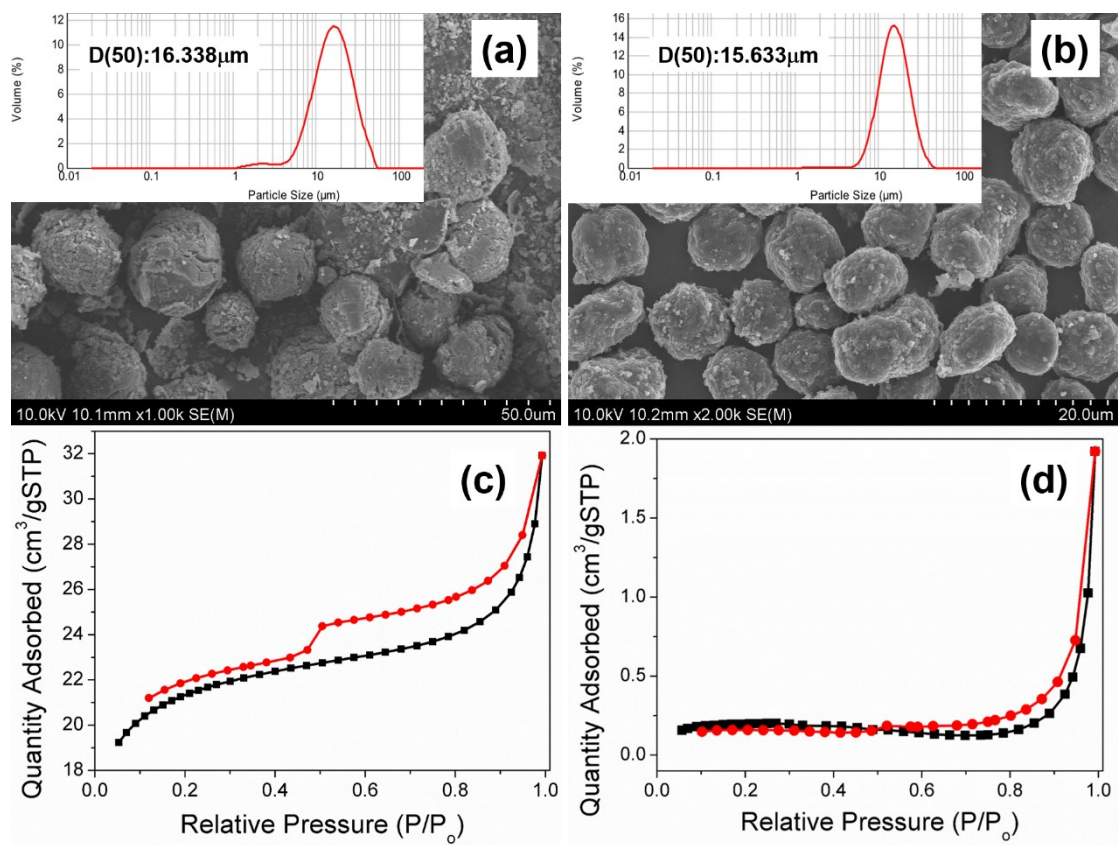 12
10
8
6
4
2
0
Volume (%)
D(50):16.338μm
(a)
0.01 0.1 1 10 100
Particle Size (μm)
10.0kV 10.1mm x1.00k SE(M) 50.0um
16
14
12
10
8
6
4
2
0
Volume (%)
D(50):15.633μm
(b)
0.01 0.1 1 10 100
Particle Size (μm)
10.0kV 10.2mm x2.00k SE(M) 20.0um
Quantity Adsorbed (cm³/gSTP)
34
32
30
28
26
24
22
20
18
(c)
0.0 0.2 0.4 0.6 0.8 1.0
Relative Pressure (P/Pₒ)
Quantity Adsorbed (cm³/gSTP)
2.0
1.5
1.0
0.5
0.0
(d)
0.0 0.2 0.4 0.6 0.8 1.0
Relative Pressure (P/Pₒ)